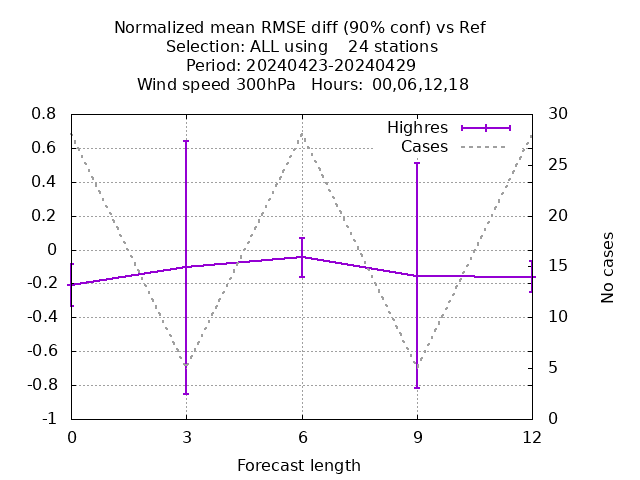 Normalized mean RMSE diff (90% conf) vs Ref
Selection: ALL using    24 stations
Period: 20240423-20240429
Wind speed 300hPa   Hours:  00,06,12,18
Highres
Cases
0.8
0.6
0.4
0.2
0
-0.2
-0.4
-0.6
-0.8
-1
30
25
20
15
10
5
0
No cases
0 3 6 9 12
Forecast length